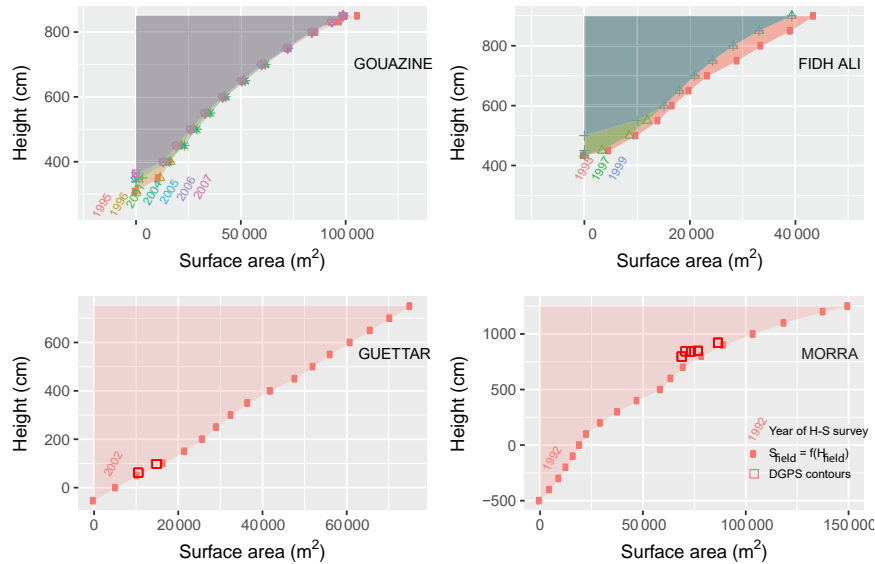 800
600
400
Height (cm)
GOUAZINE
1995
1996
2001
2004
2005
2006
2007
0
50 000
100 000
Surface area (m²)
800
600
400
Height (cm)
FIDH ALI
1993
1997
1999
0
20 000
40 000
Surface area (m²)
600
400
200
0
Height (cm)
GUETTAR
2002
0
20 000
40 000
60 000
Surface area (m²)
1000
500
0
−500
Height (cm)
MORRA
1992
1992
Year of H-S survey
Sfield = f(Hfield)
DGPS contours
0
50 000
100 000
150 000
Surface area (m²)